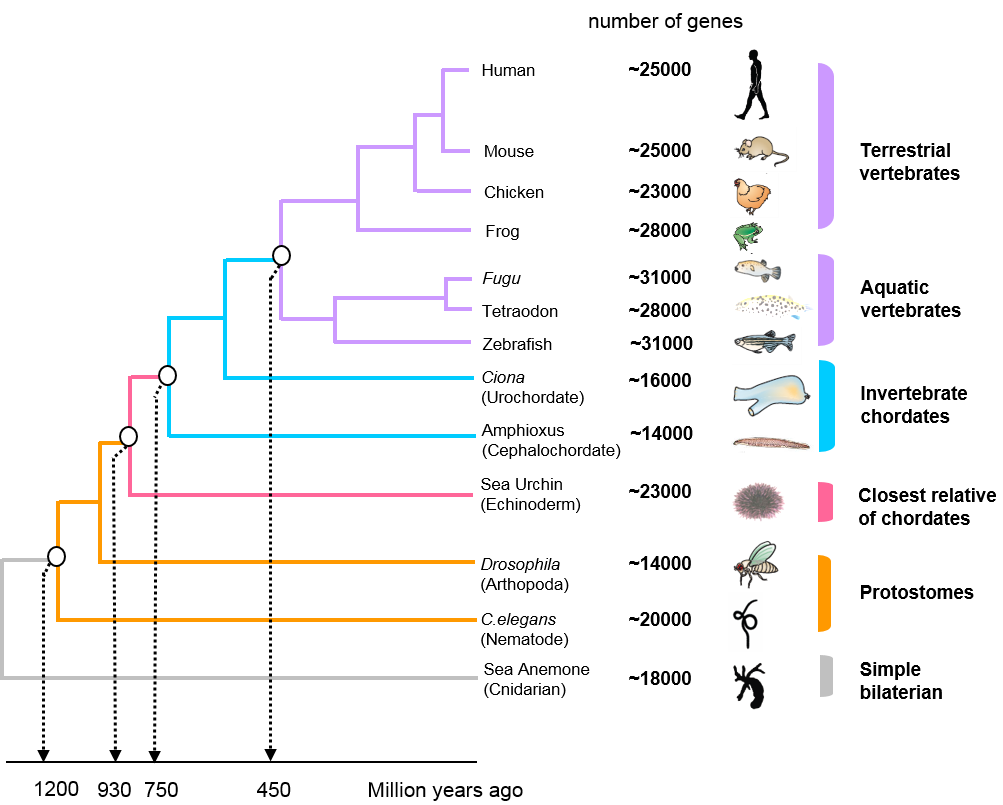 number of genes
Human ~25000
Mouse ~25000
Terrestrial
vertebrates
Chicken ~23000
Frog ~28000
Fugu ~31000
Aquatic
vertebrates
Tetraodon ~28000
Zebrafish ~31000
Ciona
(Urochordate) ~16000
Invertebrate
chordates
Amphioxus
(Cephalochordate) ~14000
Sea Urchin
(Echinoderm) ~23000
Closest relative
of chordates
Drosophila
(Arthopoda) ~14000
Protostomes
C.elegans
(Nematode) ~20000
Sea Anemone
(Cnidarian) ~18000
Simple
bilaterian
1200 930 750 450 Million years ago